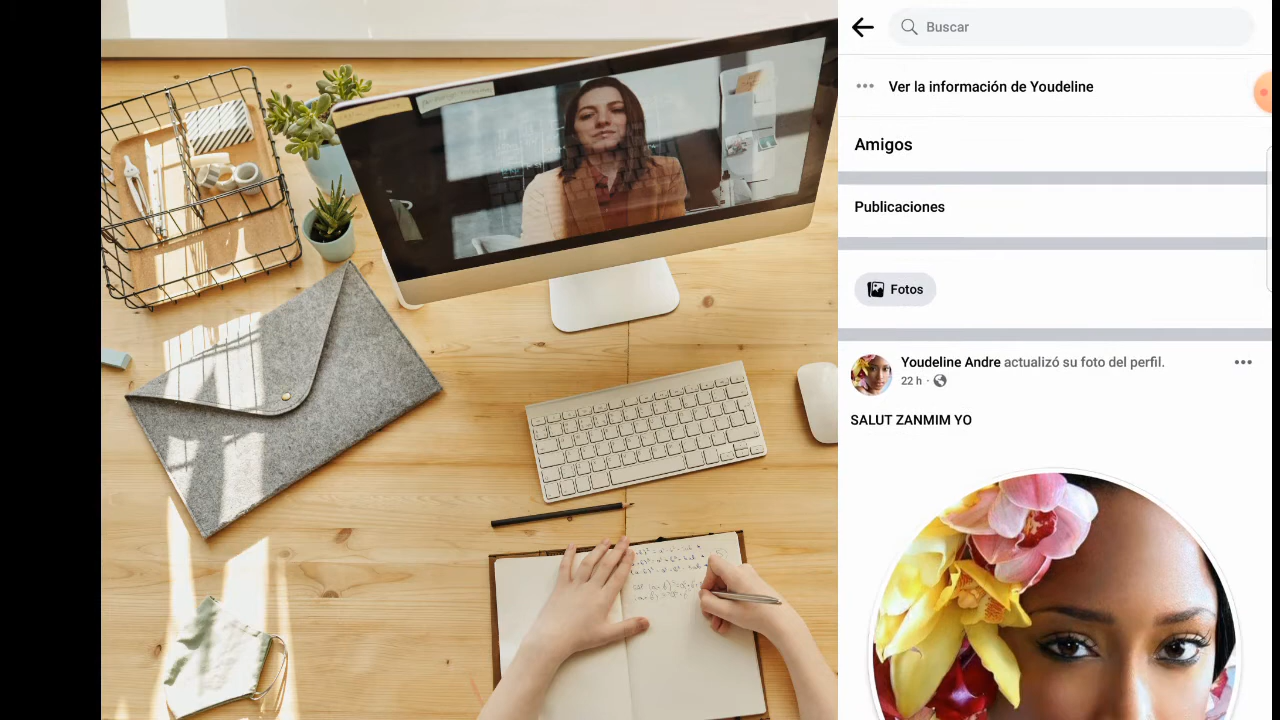 Buscar
Ver la información de Youdeline
Amigos
Publicaciones
Fotos
Youdeline Andre actualizó su foto del perfil.
22 h ·
SALUT ZANMIM YO